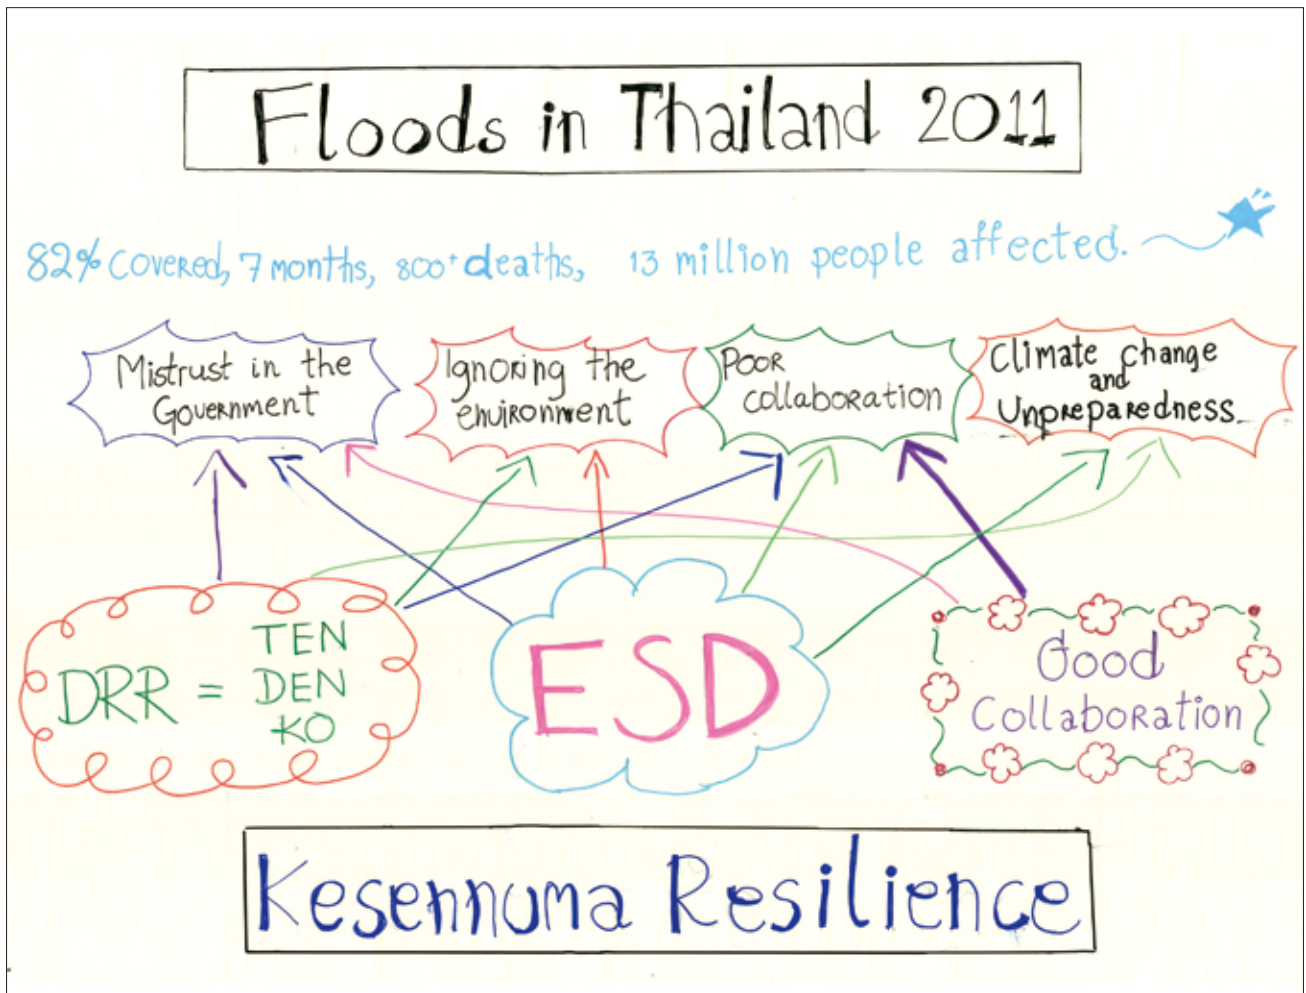 Floods in Thailand 2011
82% covered, 7 months, 800+ deaths, 13 million people affected.
Mistrust in the
Government
Ignoring the
environment
Poor
collaboration
Climate change
and
Unpreparedness
DRR = TEN
DEN
KO
ESD
Good
Collaboration
Kesennuma Resilience